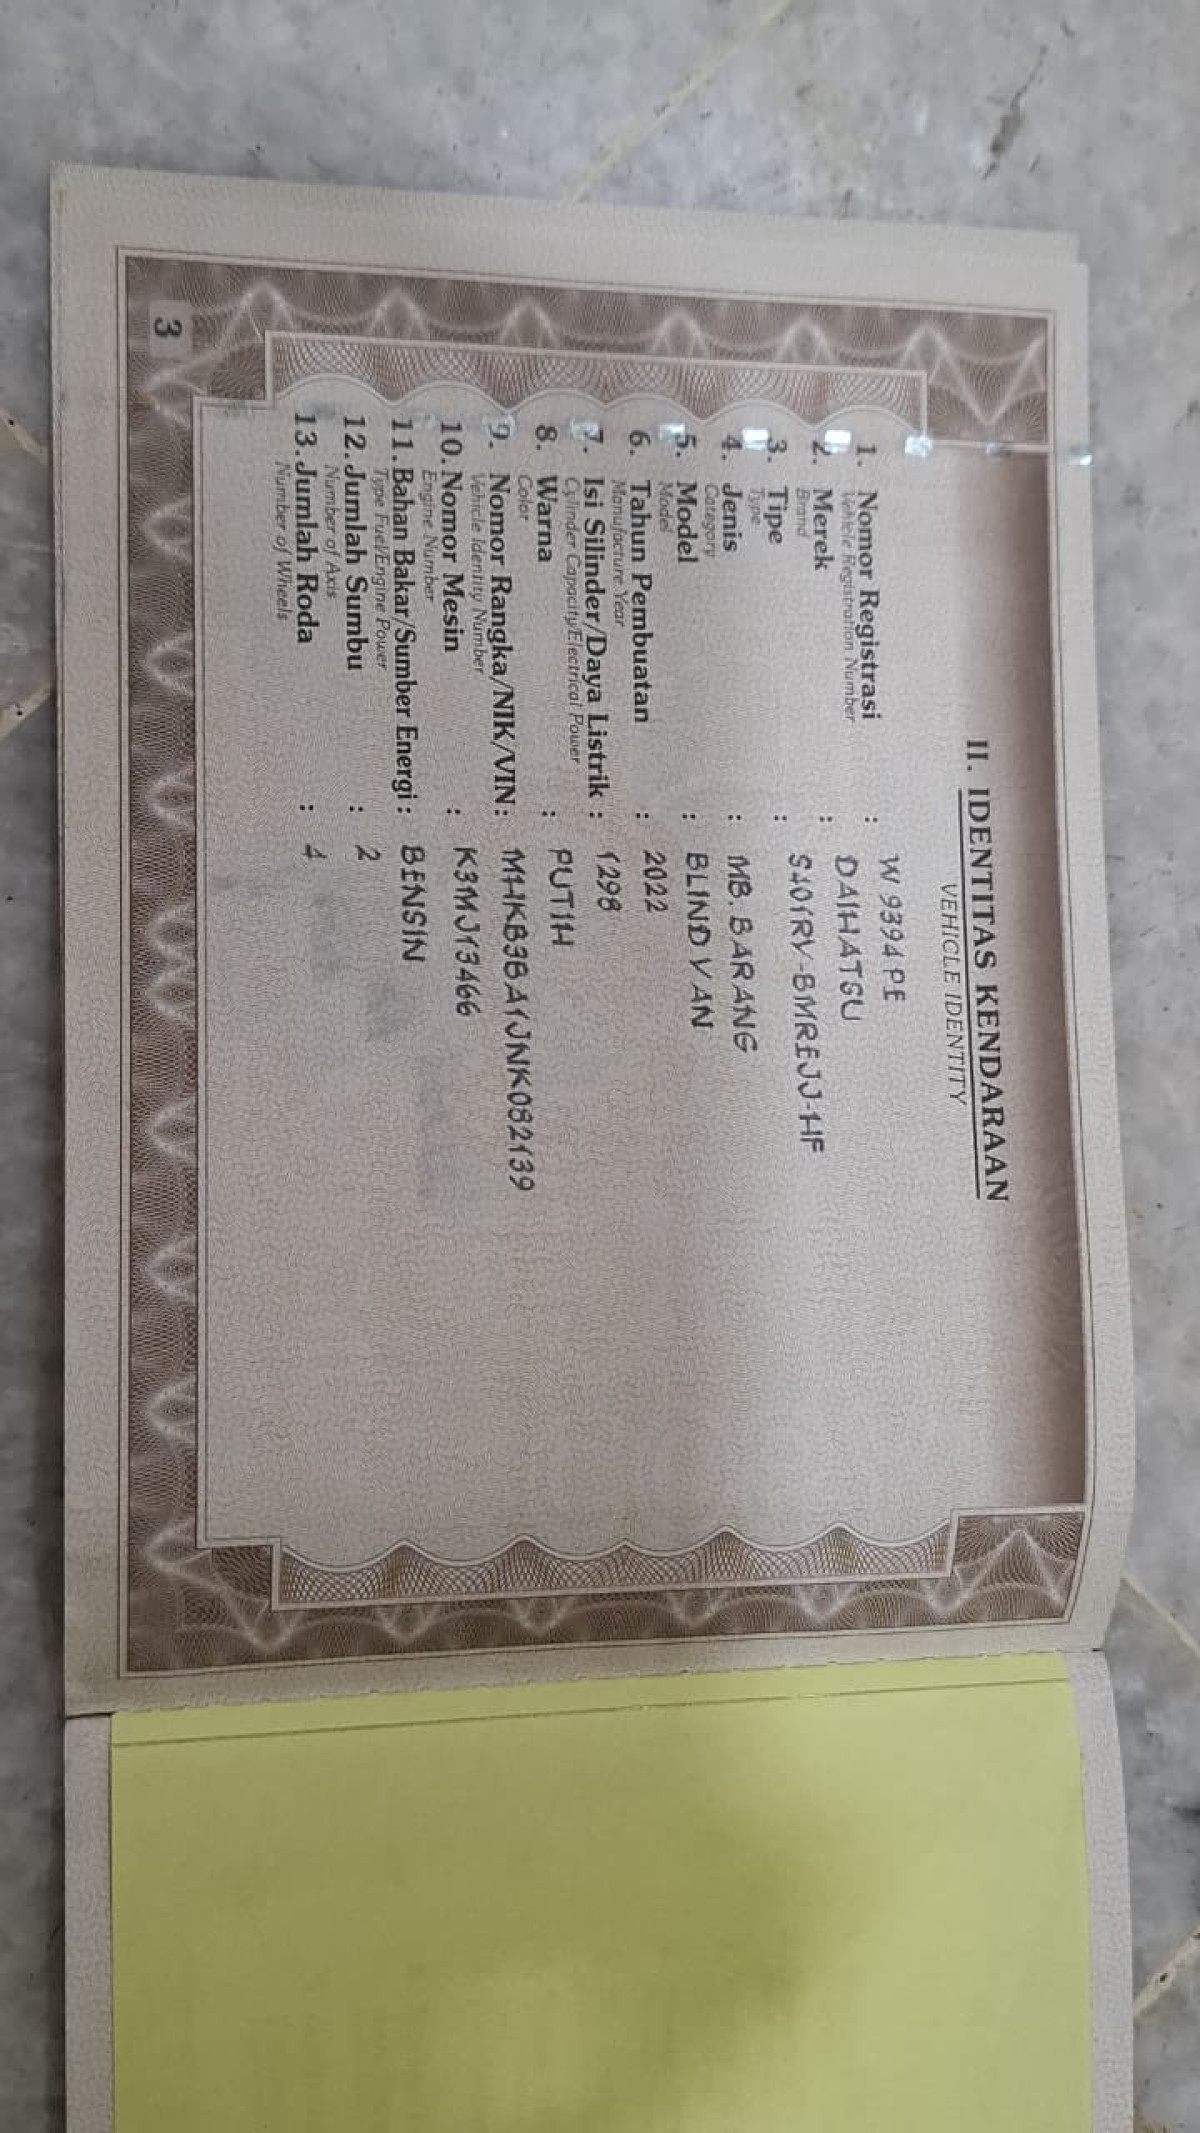 II. IDENTITAS KENDARAAN
VEHICLE IDENTITY
1. Nomor Registrasi : W 9394 PE
Vehicle Registration Number
2. Merek : DAIHATSU
Brand
3. Tipe : S401RV-BMREJJ-HF
Type
4. Jenis : MB. BARANG
Category
5. Model : BLIND VAN
Model
6. Tahun Pembuatan : 2022
Manufacture Year
7. Isi Silinder/Daya Listrik : 1298
Cylinder Capacity/Electrical Power
8. Warna : PUTIH
Color
9. Nomor Rangka/NIK/VIN : MHKB3BA1JNK082139
Vehicle Identity Number
10. Nomor Mesin : K3MJ13466
Engine Number
11. Bahan Bakar/Sumber Energi : BENSIN
Type Fuel/Engine Power
12. Jumlah Sumbu : 2
Number of Axis
13. Jumlah Roda : 4
Number of Wheels
3